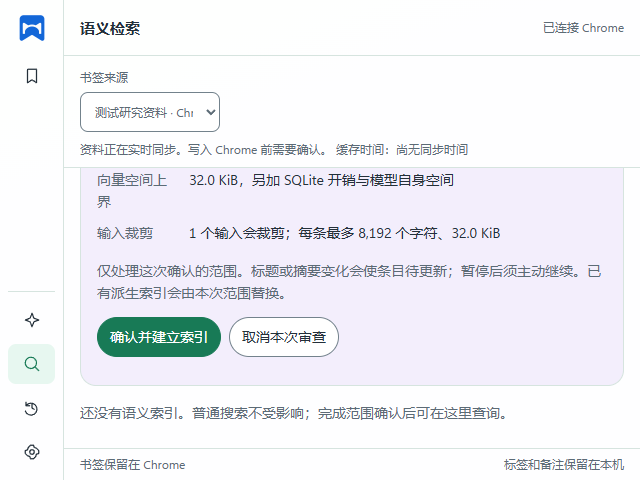 语义检索
已连接 Chrome
书签来源
测试研究资料 · Chr
资料正在实时同步。写入 Chrome 前需要确认。 缓存时间：尚无同步时间
向量空间上界
32.0 KiB，另加 SQLite 开销与模型自身空间
输入裁剪
1 个输入会裁剪；每条最多 8,192 个字符、32.0 KiB
仅处理这次确认的范围。标题或摘要变化会使条目待更新；暂停后须主动继续。已
有派生索引会由本次范围替换。
确认并建立索引
取消本次审查
还没有语义索引。普通搜索不受影响；完成范围确认后可在这里查询。
书签保留在 Chrome
标签和备注保留在本机